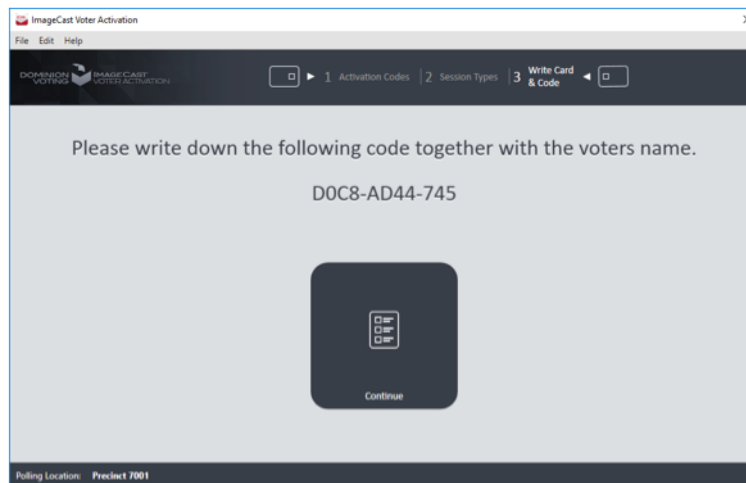 ImageCast Voter Activation
File Edit Help
DOMINION VOTING IMAGECAST VOTER ACTIVATION
1 Activation Codes 2 Session Types 3 Write Card & Code
Please write down the following code together with the voters name.
D0C8-AD44-745
Continue
Polling Location: Precinct 7001